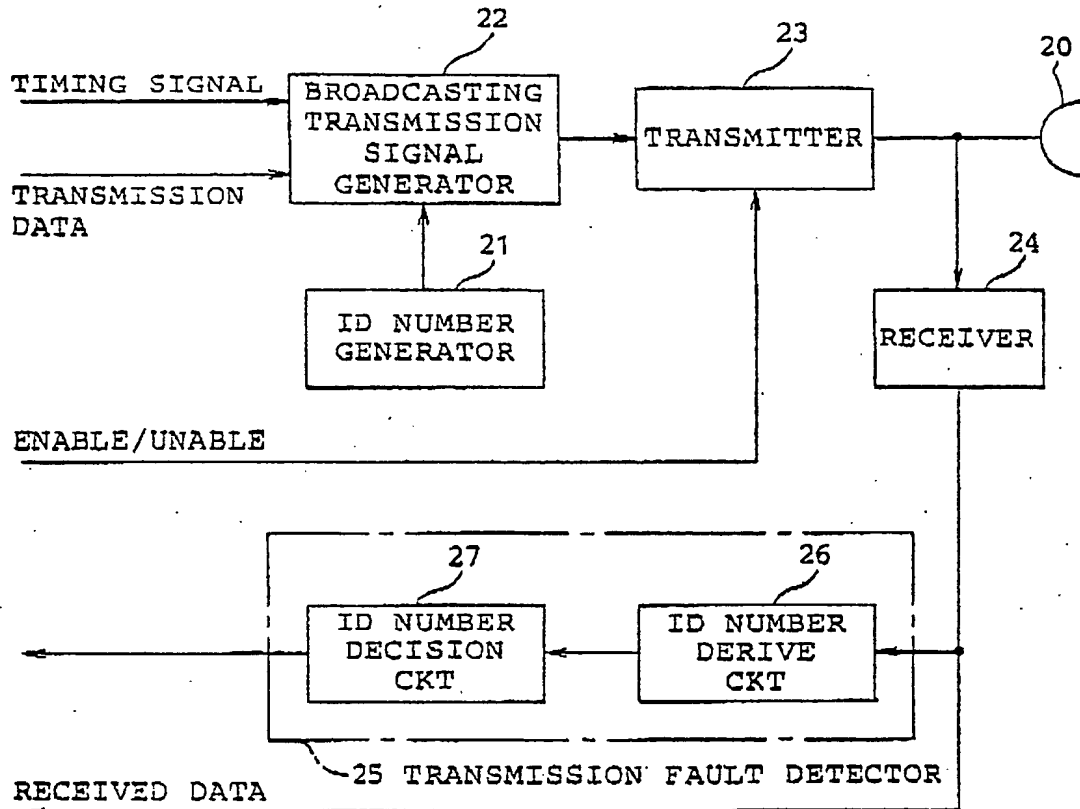 22
23
20
TIMING SIGNAL
BROADCASTING
TRANSMISSION
SIGNAL
GENERATOR
TRANSMITTER
TRANSMISSION
DATA
21
24
ID NUMBER
GENERATOR
RECEIVER
ENABLE/UNABLE
27
26
ID NUMBER
DECISION
CKT
ID NUMBER
DERIVE
CKT
25 TRANSMISSION FAULT DETECTOR
RECEIVED DATA